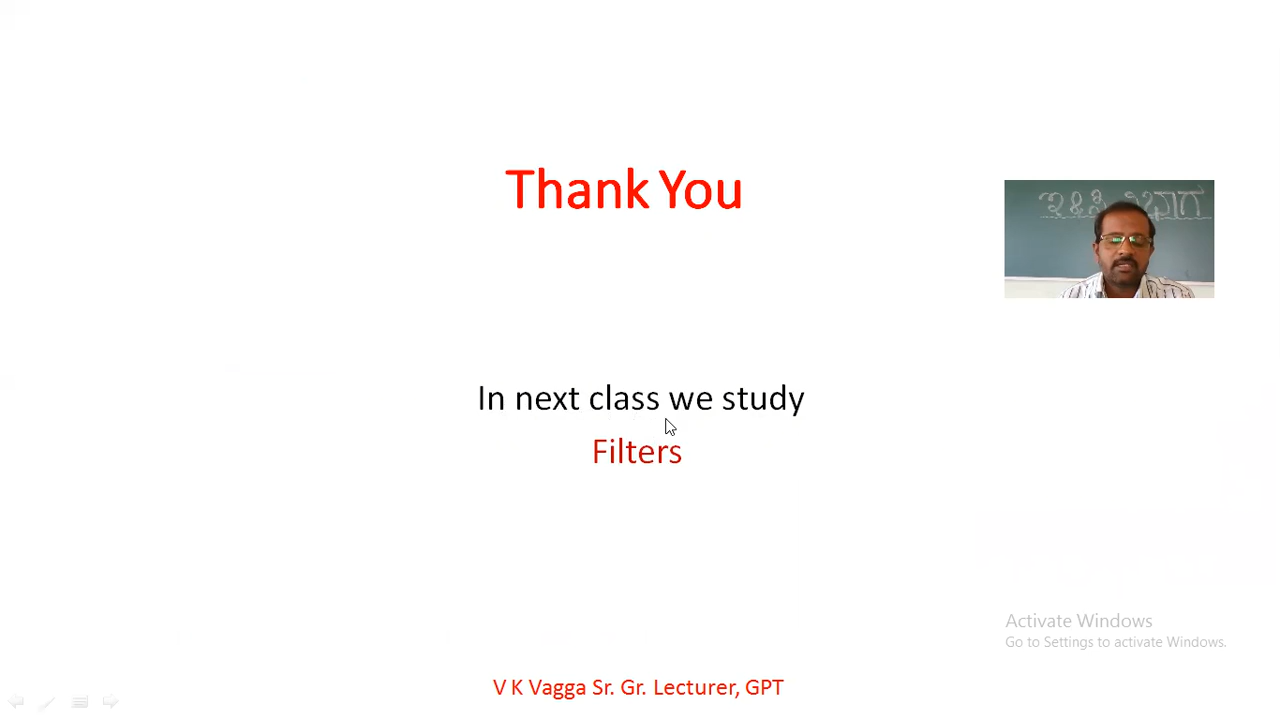 Thank You
ಇ & ಸಿ ವಿಭಾಗ
In next class we study
Filters
Activate Windows
Go to Settings to activate Windows.
V K Vagga Sr. Gr. Lecturer, GPT